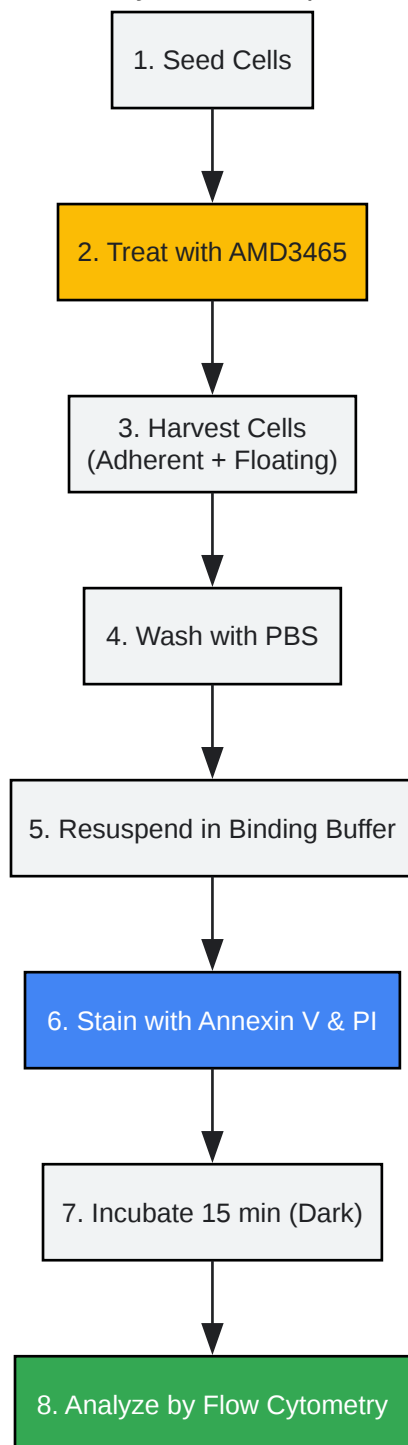 1. Seed Cells
2. Treat with AMD3465
3. Harvest Cells
(Adherent + Floating)
4. Wash with PBS
5. Resuspend in Binding Buffer
6. Stain with Annexin V & PI
7. Incubate 15 min (Dark)
8. Analyze by Flow Cytometry